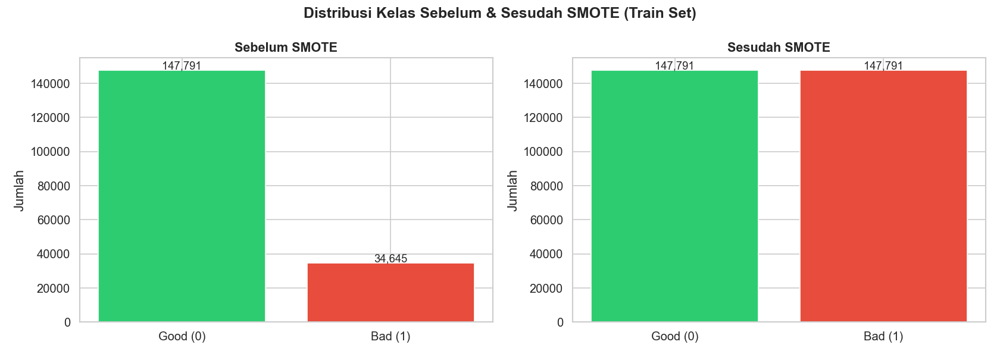 Distribusi Kelas Sebelum & Sesudah SMOTE (Train Set)
Sebelum SMOTE
Jumlah
140000
120000
100000
80000
60000
40000
20000
0
147,791
34,645
Good (0)
Bad (1)
Sesudah SMOTE
Jumlah
140000
120000
100000
80000
60000
40000
20000
0
147,791
147,791
Good (0)
Bad (1)